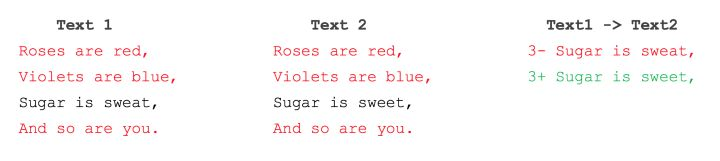 Text 1
Roses are red,
Violets are blue,
Sugar is sweat,
And so are you.
Text 2
Roses are red,
Violets are blue,
Sugar is sweet,
And so are you.
Text1 -> Text2
3- Sugar is sweat,
3+ Sugar is sweet,